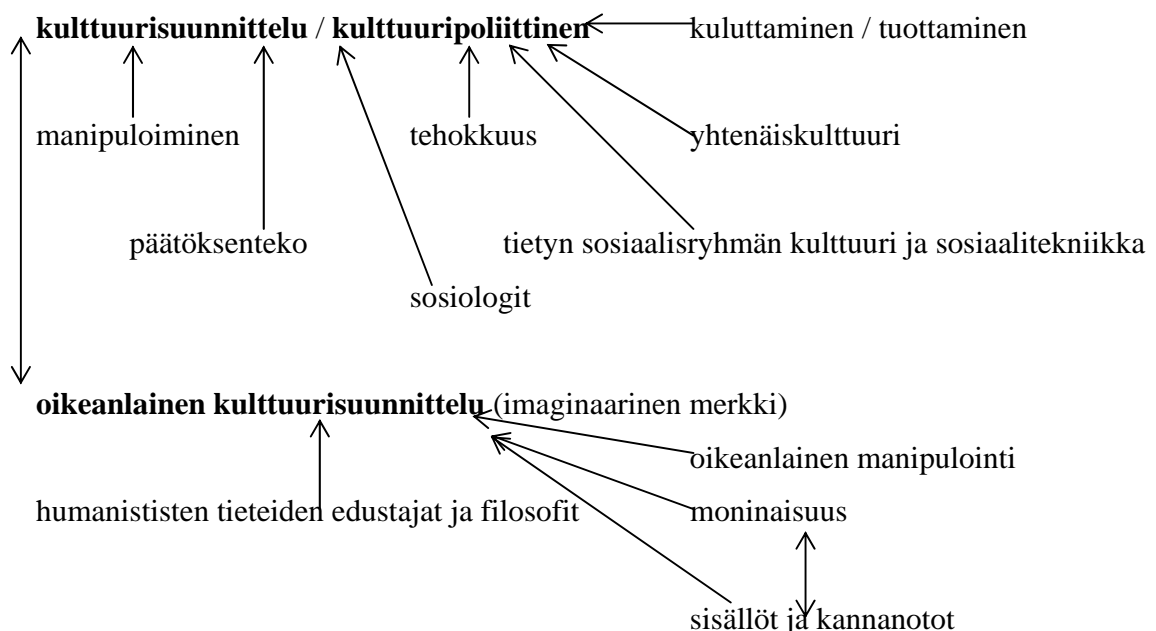 kulttuurisuunnittelu / kulttuuripoliittinen kuluttaminen / tuottaminen
manipuloiminen tehokkuus yhtenäiskulttuuri
päätöksenteko tietyn sosiaalisryhmän kulttuuri ja sosiaalitekniikka
sosiologit
oikeanlainen kulttuurisuunnittelu (imaginaarinen merkki)
oikeanlainen manipulointi
humanististen tieteiden edustajat ja filosofit moninaisuus
sisällöt ja kannanotot